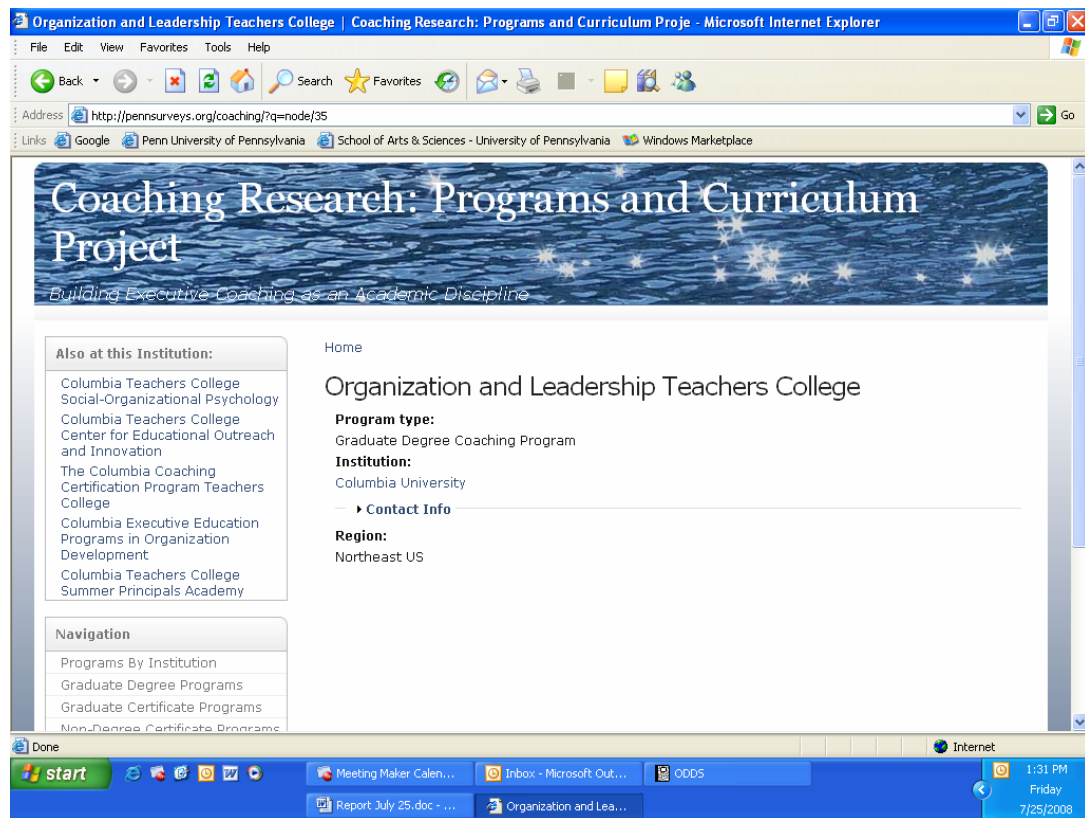 Organization and Leadership Teachers College | Coaching Research: Programs and Curriculum Proje - Microsoft Internet Explorer
File Edit View Favorites Tools Help
Back Search Favorites
Address http://pennsurveys.org/coaching/?q=node/35 Go
Links Google Penn University of Pennsylvania School of Arts & Sciences - University of Pennsylvania Windows Marketplace
Coaching Research: Programs and Curriculum
Project
Building Executive Coaching as an Academic Discipline
Also at this Institution:
Columbia Teachers College
Social-Organizational Psychology
Columbia Teachers College
Center for Educational Outreach
and Innovation
The Columbia Coaching
Certification Program Teachers
College
Columbia Executive Education
Programs in Organization
Development
Columbia Teachers College
Summer Principals Academy
Navigation
Programs By Institution
Graduate Degree Programs
Graduate Certificate Programs
Non-Degree Certificate Programs
Home
Organization and Leadership Teachers College
Program type:
Graduate Degree Coaching Program
Institution:
Columbia University
Contact Info
Region:
Northeast US
Done Internet
start Meeting Maker Calen... Inbox - Microsoft Out... ODDS 1:31 PM
Friday
Report July 25.doc - ... Organization and Lea... 7/25/2008